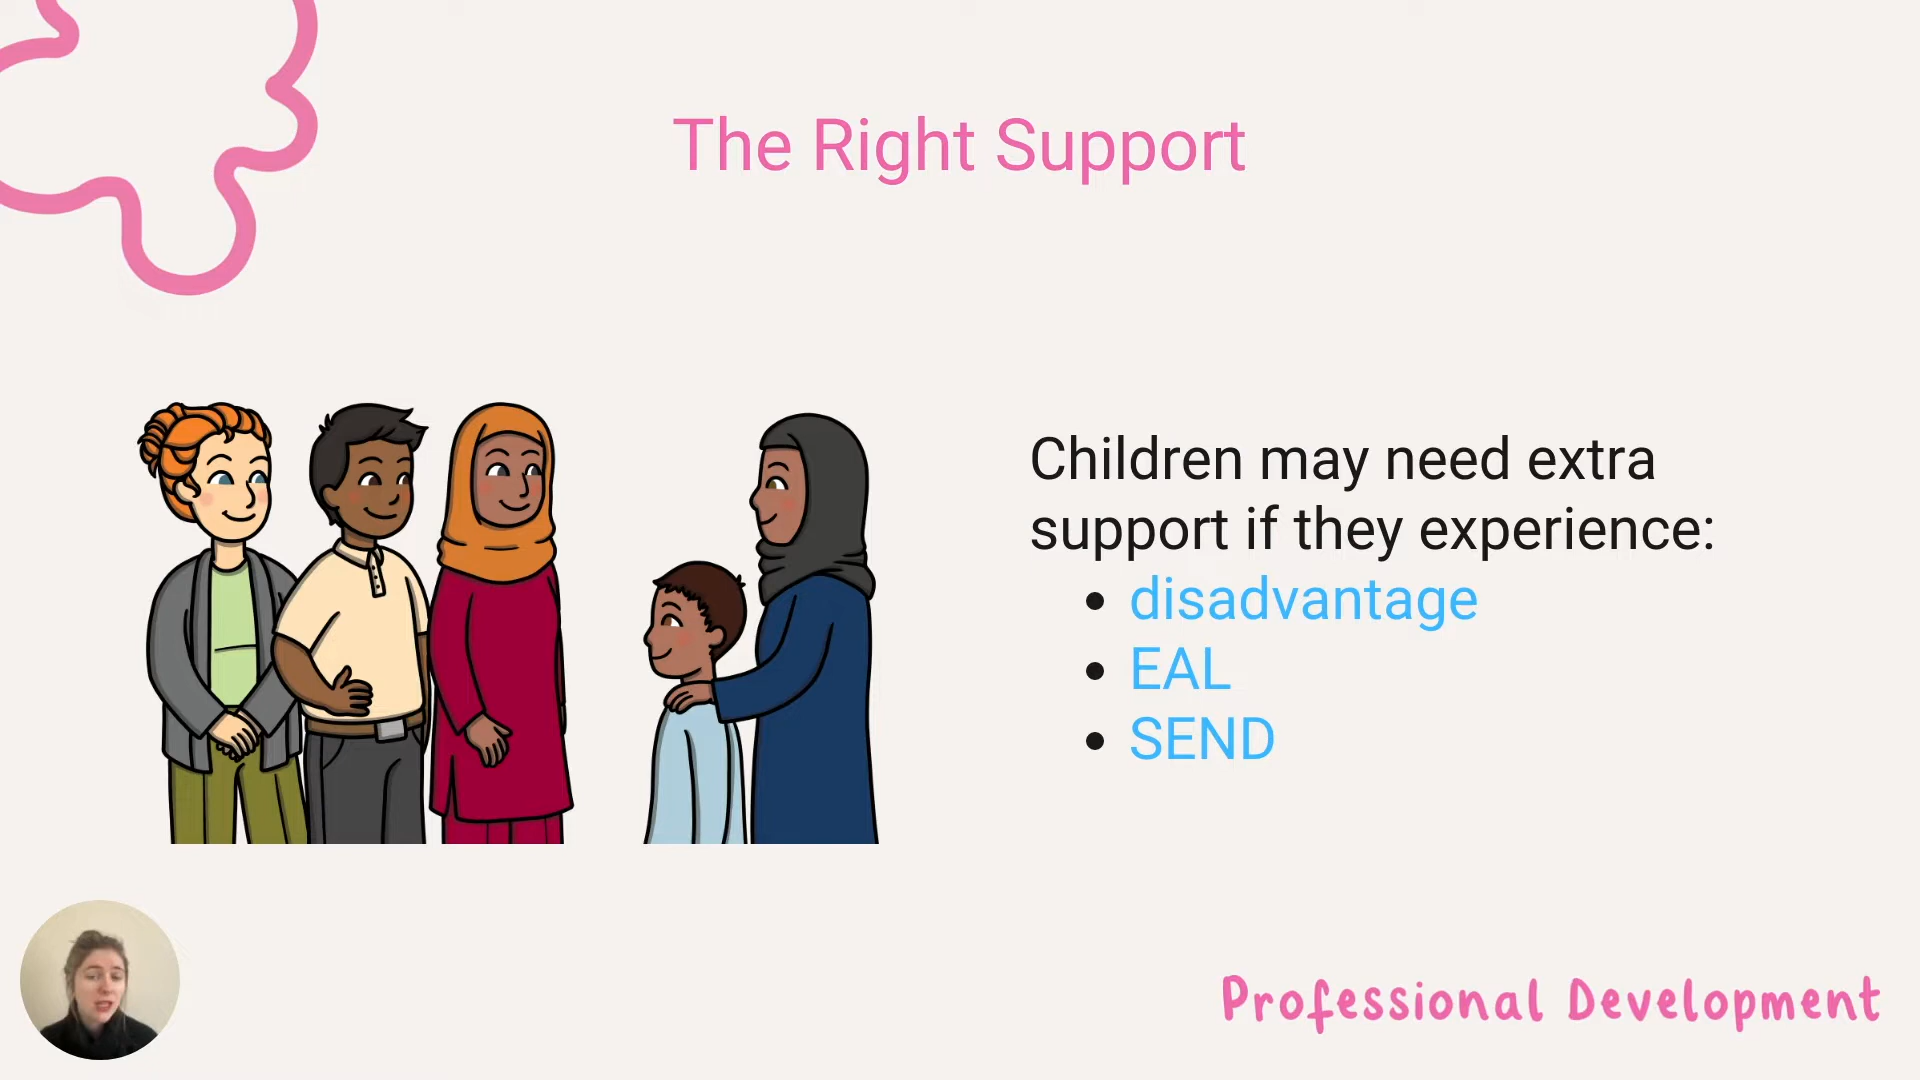 The Right Support
Children may need extra
support if they experience:
• disadvantage
• EAL
• SEND
Professional Development